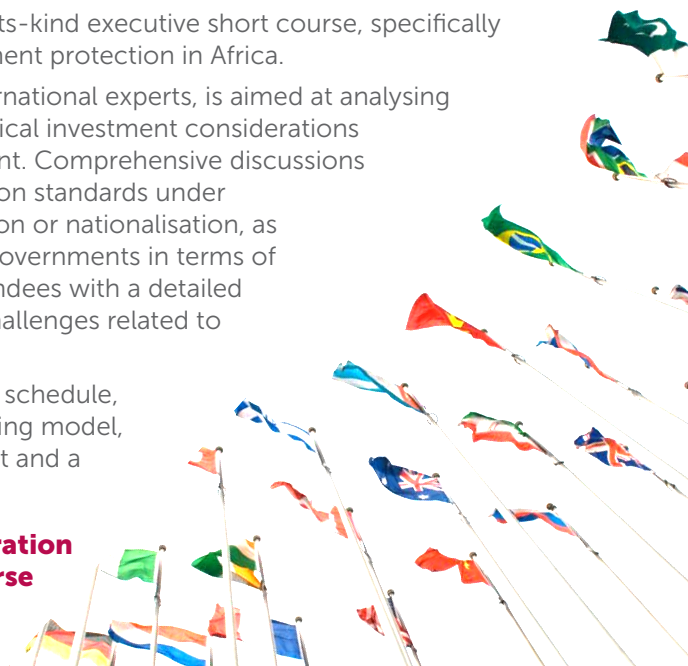 ts-kind executive short course, specifically
ment protection in Africa.
rnational experts, is aimed at analysing
ical investment considerations
nt. Comprehensive discussions
on standards under
on or nationalisation, as
overnments in terms of
ndees with a detailed
hallenges related to
schedule,
ing model,
t and a
ration
rse